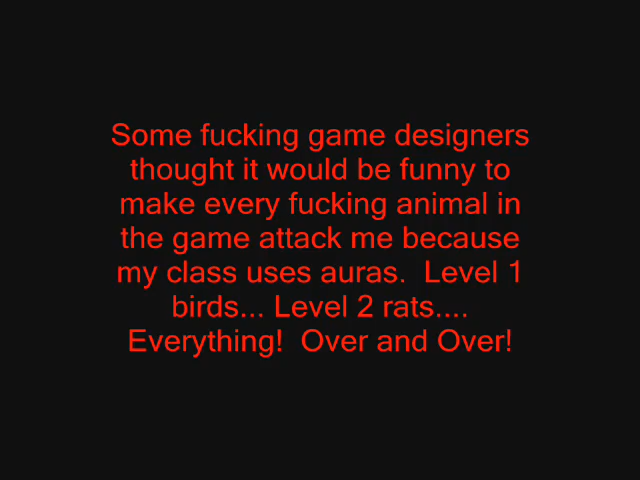 Some fucking game designers
thought it would be funny to
make every fucking animal in
the game attack me because
my class uses auras.  Level 1
birds... Level 2 rats....
Everything!  Over and Over!